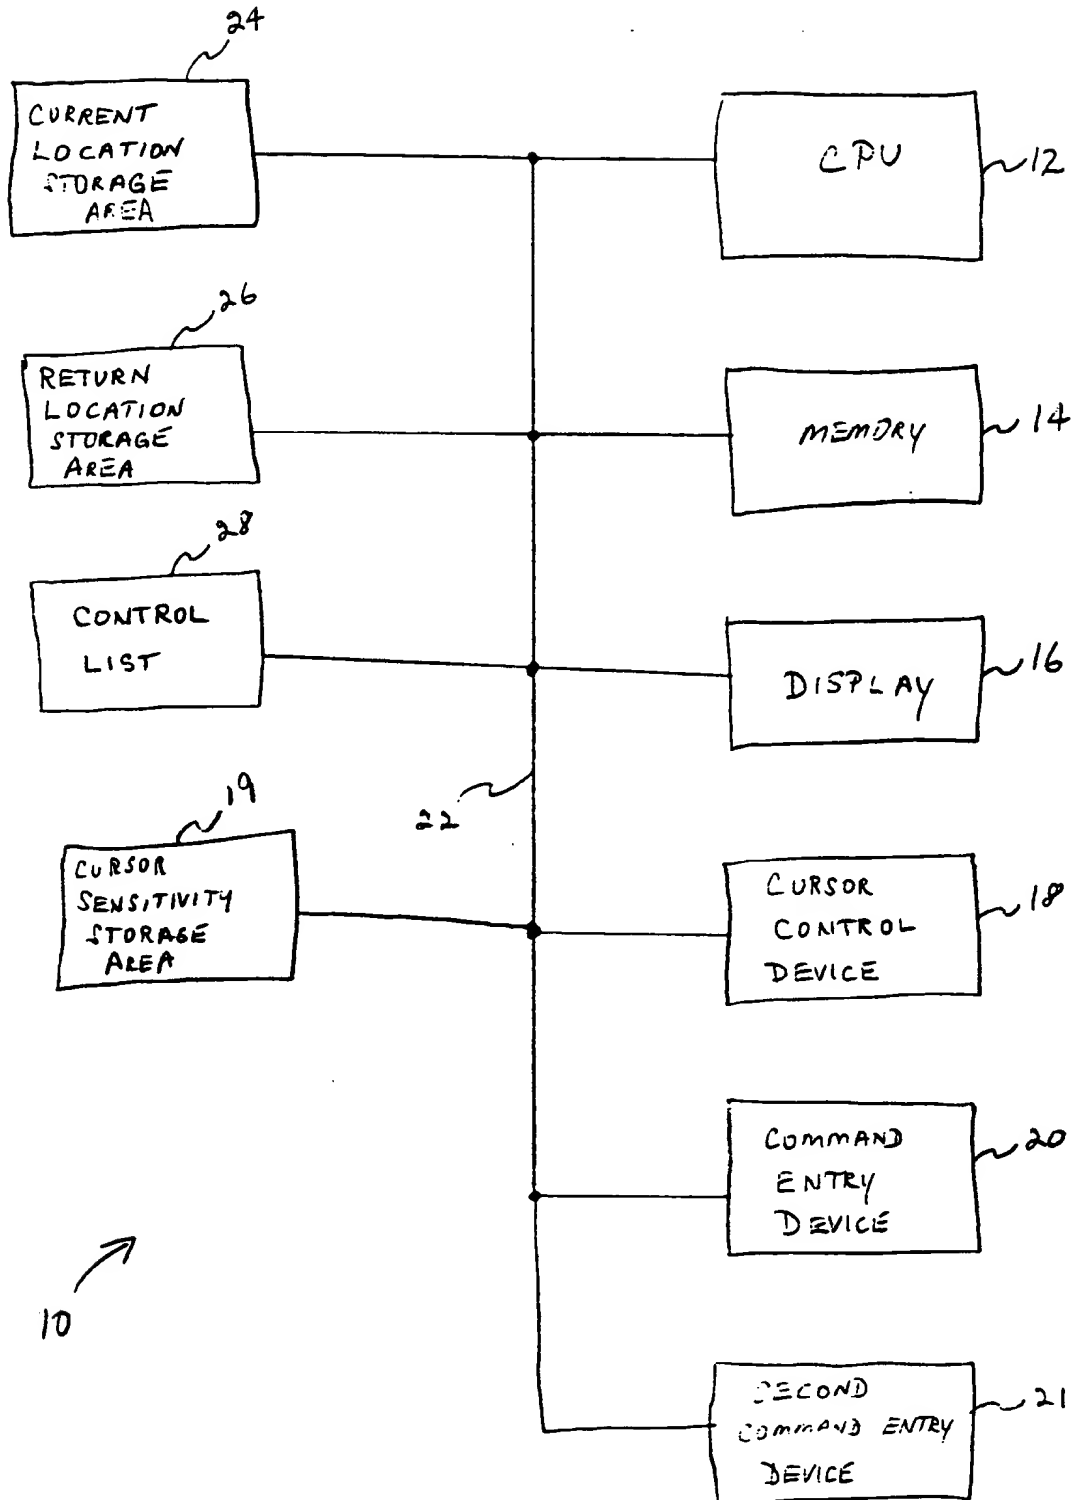 24
CURRENT
LOCATION
STORAGE
AREA
CPU
12
26
RETURN
LOCATION
STORAGE
AREA
MEMORY
14
28
CONTROL
LIST
DISPLAY
16
22
19
CURSOR
SENSITIVITY
STORAGE
AREA
CURSOR
CONTROL
DEVICE
18
COMMAND
ENTRY
DEVICE
20
10
SECOND
COMMAND ENTRY
DEVICE
21